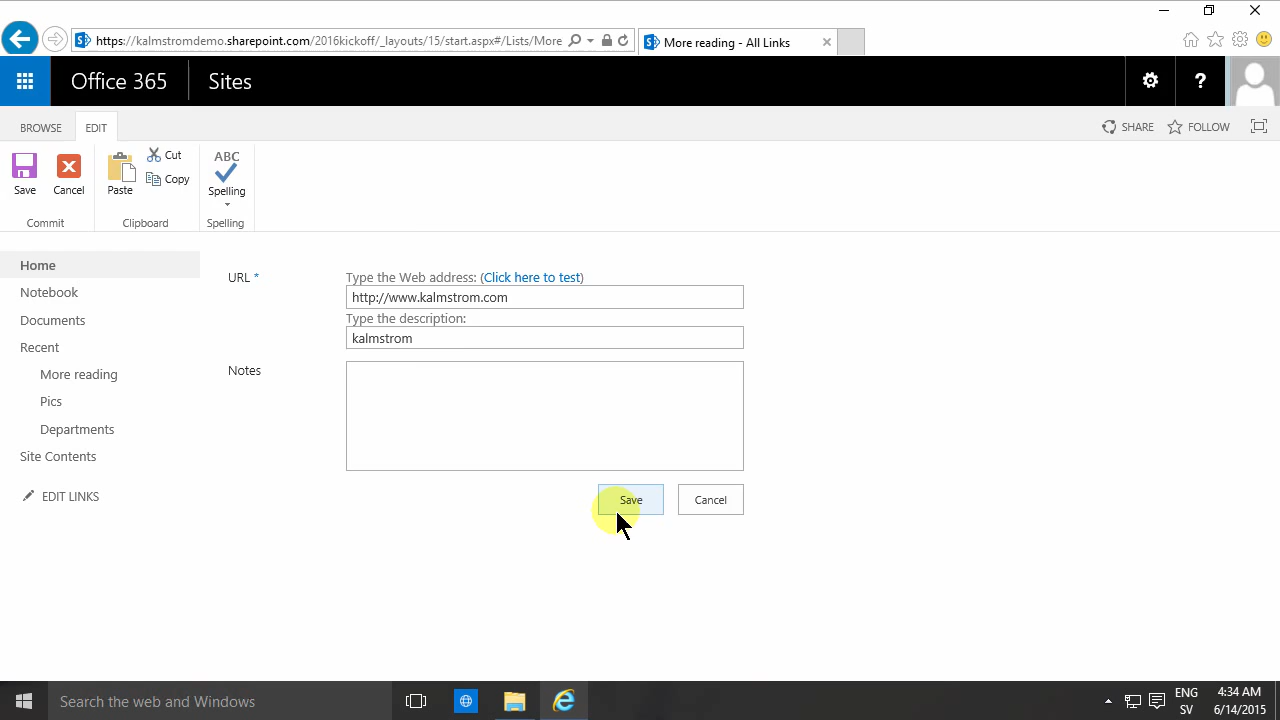 https://kalmstromdemo.sharepoint.com/2016kickoff/_layouts/15/start.aspx#/Lists/More
More reading - All Links
Office 365
Sites
?
BROWSE
EDIT
SHARE
FOLLOW
Save
Cancel
Paste
Cut
Copy
ABC
Spelling
Commit
Clipboard
Spelling
Home
Notebook
Documents
Recent
More reading
Pics
Departments
Site Contents
EDIT LINKS
URL *
Type the Web address: (Click here to test)
http://www.kalmstrom.com
Type the description:
kalmstrom
Notes
Save
Cancel
Search the web and Windows
ENG
SV
4:34 AM
6/14/2015